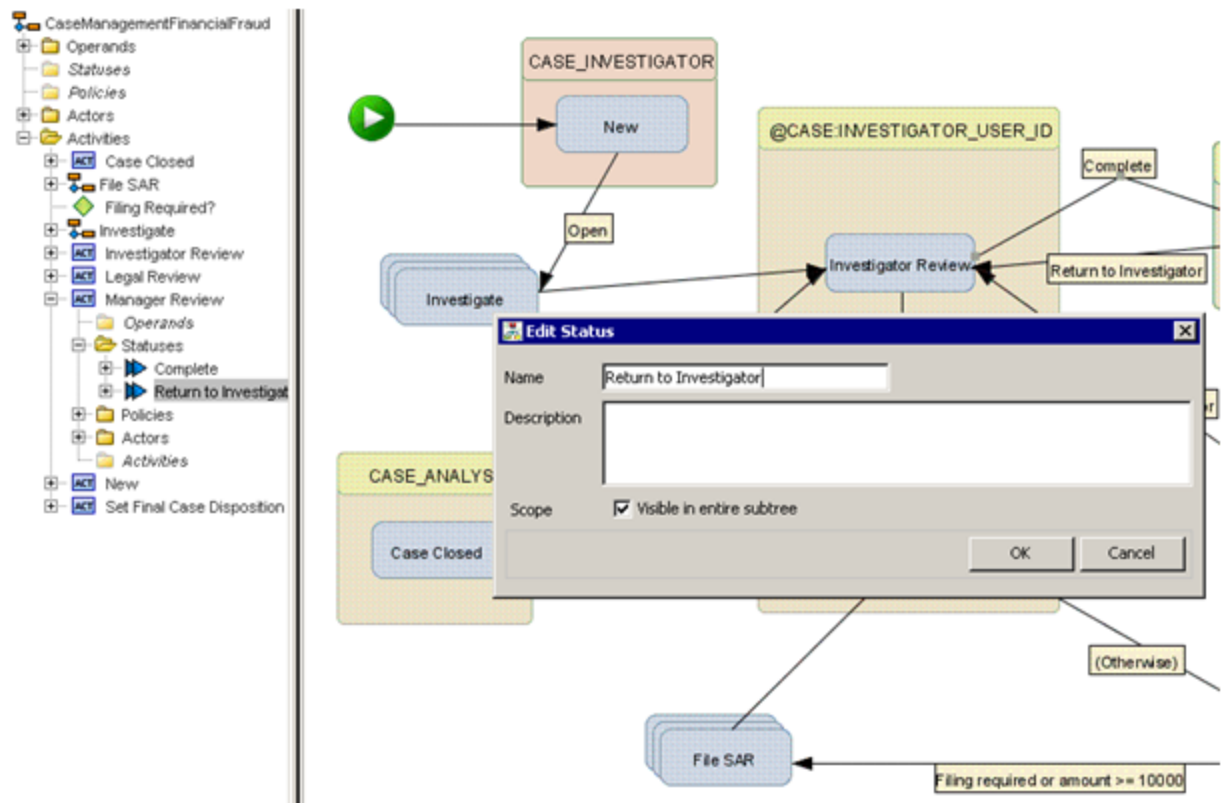 CaseManagementFinancialFraud
Operands
Statuses
Policies
Actors
Activities
Case Closed
File SAR
Filing Required?
Investigate
Investigator Review
Legal Review
Manager Review
Operands
Statuses
Complete
Return to Investigat
Policies
Actors
Activities
New
Set Final Case Disposition
CASE_INVESTIGATOR
New
@CASE:INVESTIGATOR_USER_ID
Complete
Open
Investigator Review
Return to Investigator
Investigate
Edit Status
Name
Return to Investigator
Description
Scope
Visible in entire subtree
OK
Cancel
CASE_ANALYS
Case Closed
(Otherwise)
File SAR
Filing required or amount >= 10000